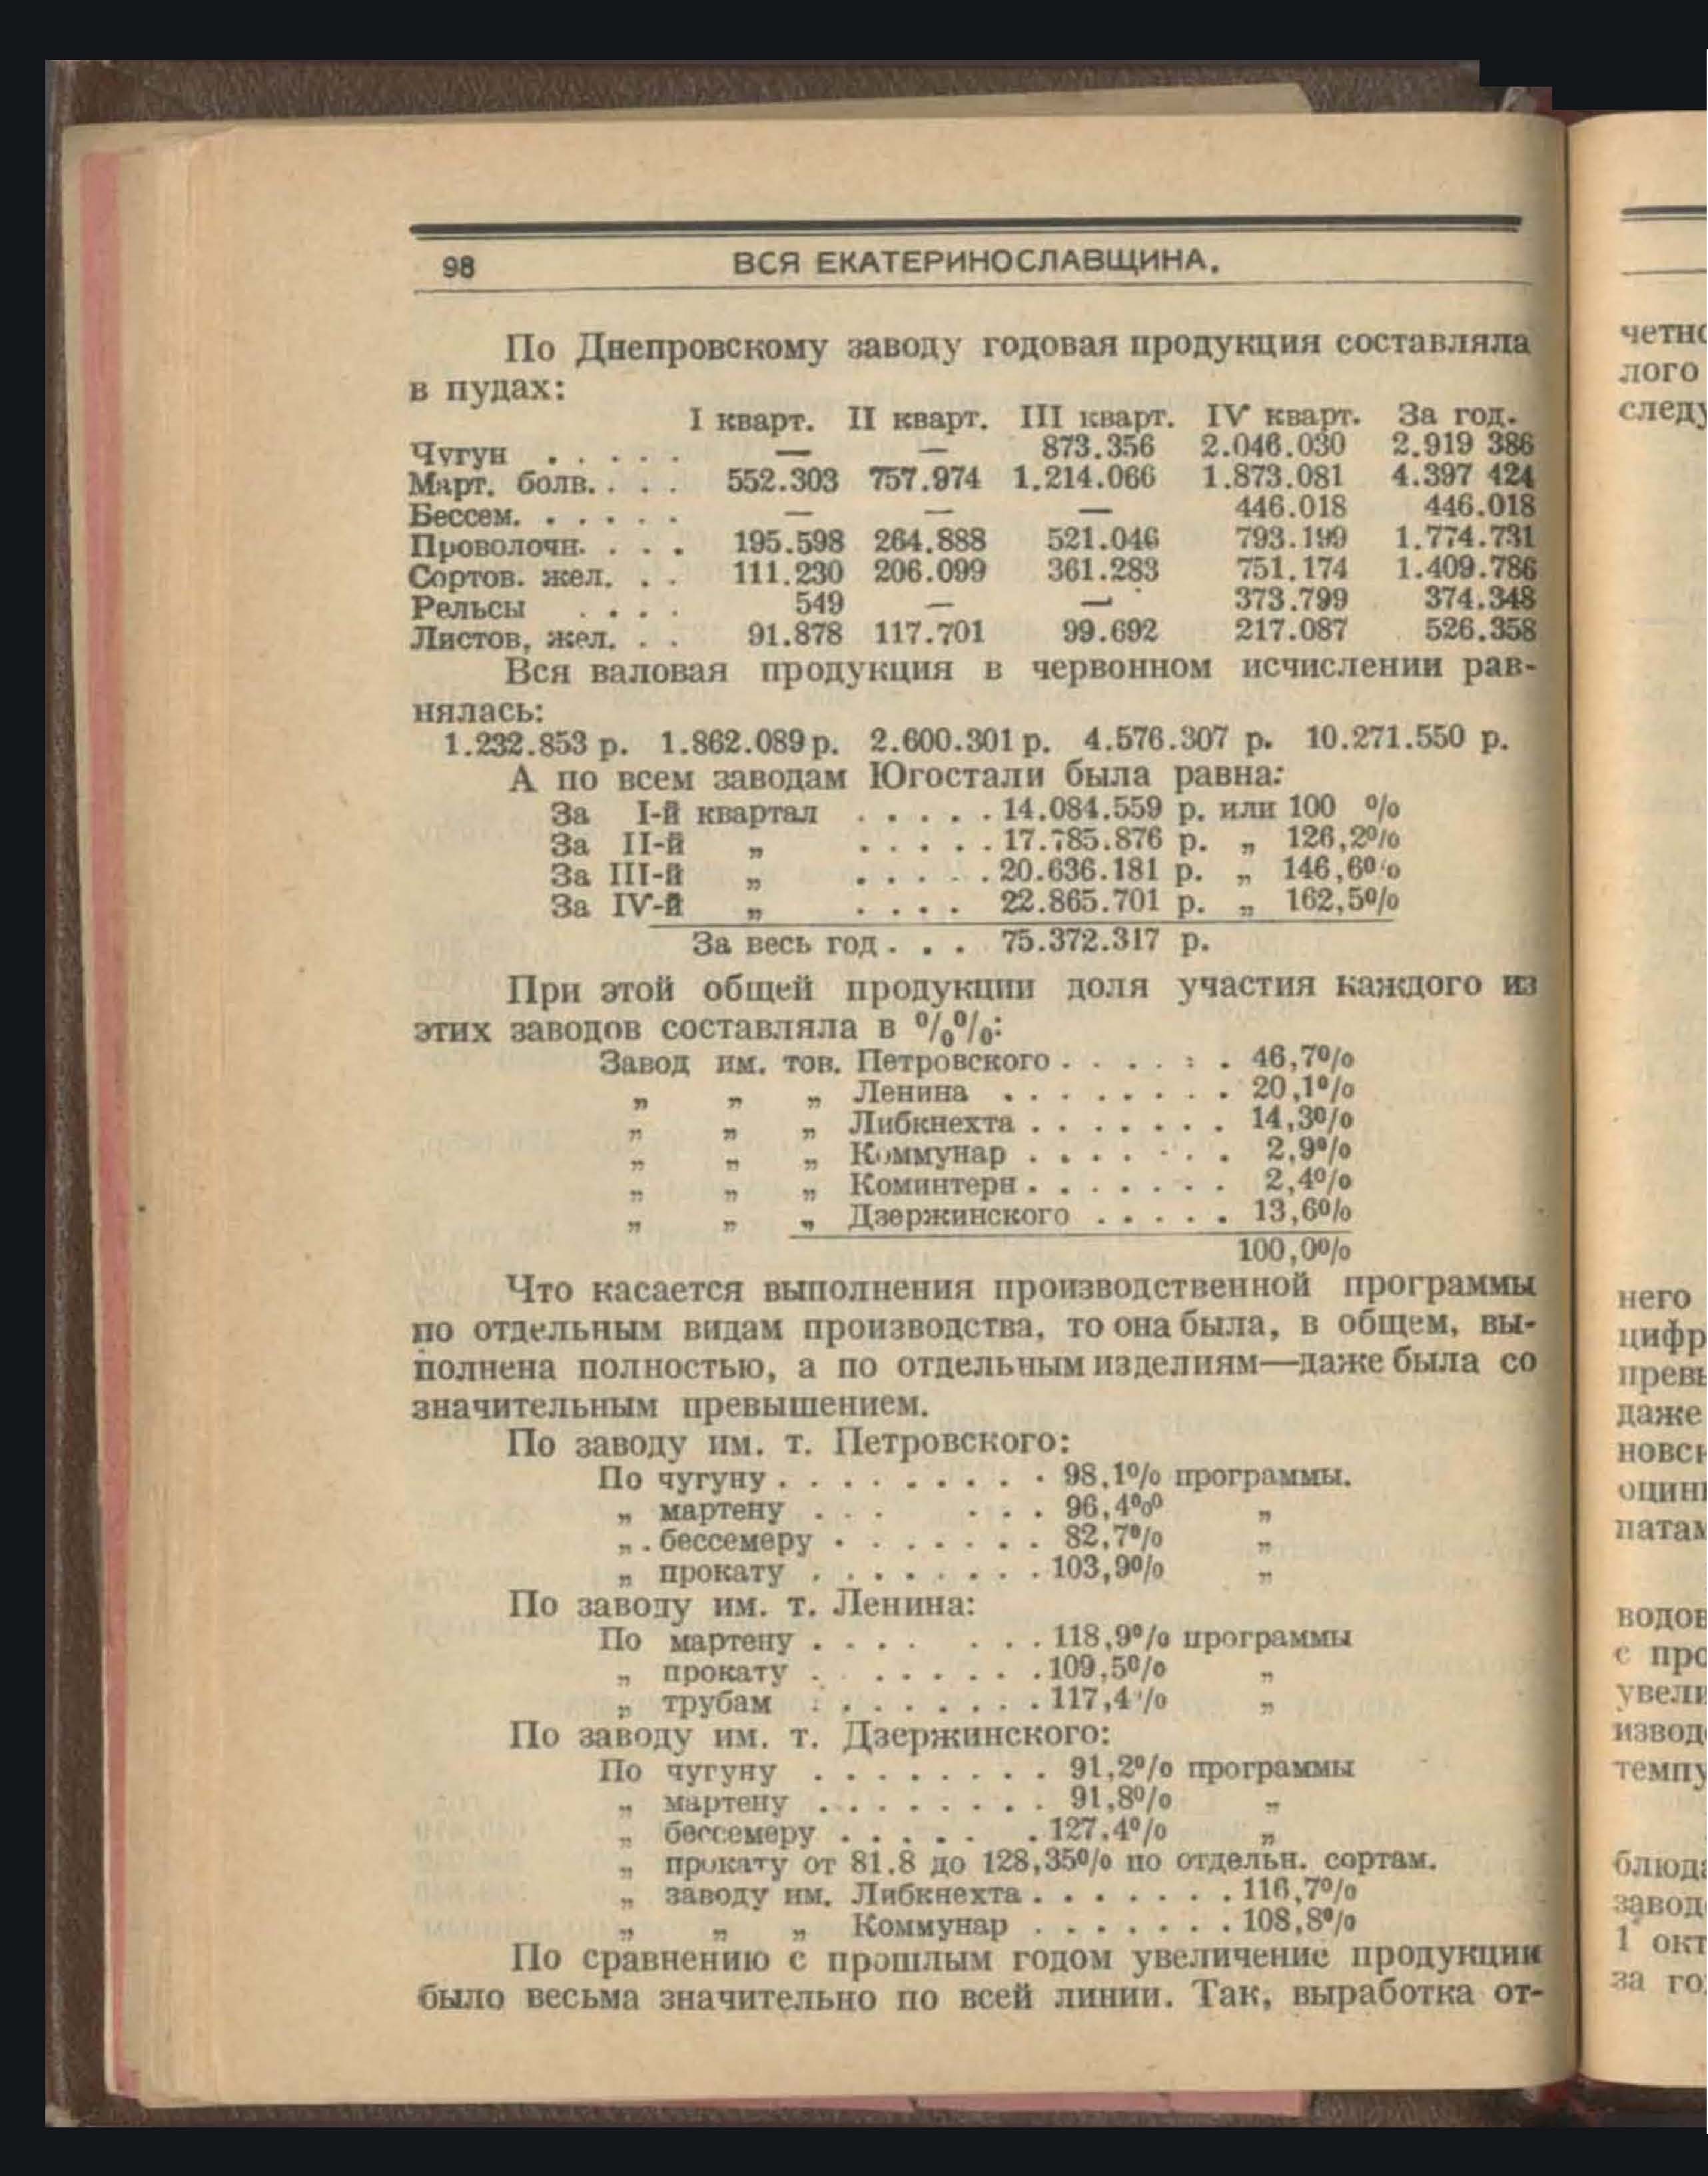 98 ВСЯ ЕКАТЕРИНОСЛАВЩИНА.
По Днепровскому заводу годовая продукция составляла
в пудах:
I кварт. II кварт. III кварт. IV кварт. За год.
Чугун . . . . . — — 873.356 2.046.030 2.919 386
Март. болв. . . . 552.303 757.974 1.214.066 1.873.081 4.397 424
Бессем. . . . . . — — — 446.018 446.018
Проволочн. . . . 195.598 264.888 521.046 793.199 1.774.731
Сортов. жел. . . 111.230 206.099 361.283 751.174 1.409.786
Рельсы . . . . 549 — — 373.799 374.348
Листов, жел. . . 91.878 117.701 99.692 217.087 526.358
Вся валовая продукция в червонном исчислении рав-
нялась:
1.232.853 р. 1.862.089 р. 2.600.301 р. 4.576.307 р. 10.271.550 р.
А по всем заводам Югостали была равна:
За I-й квартал . . . . . 14.084.559 р. или 100 %
За II-й „ . . . . . 17.785.876 р. „ 126,2%
За III-й „ . . . . . 20.636.181 р. „ 146,6%
За IV-й „ . . . . 22.865.701 р. „ 162,5%
За весь год . . . 75.372.317 р.
При этой общей продукции доля участия каждого из
этих заводов составляла в %%:
Завод им. тов. Петровского . . . . : . 46,7%
„ „ „ Ленина . . . . . . . . 20,1%
„ „ „ Либкнехта . . . . . . . 14,3%
„ „ „ Коммунар . . . . . . . 2,9%
„ „ „ Коминтерн . . . . . . . 2,4%
„ „ „ Дзержинского . . . . . 13,6%
100,0%
Что касается выполнения производственной программы
по отдельным видам производства, то она была, в общем, вы-
полнена полностью, а по отдельным изделиям—даже была со
значительным превышением.
По заводу им. т. Петровского:
По чугуну . . . . . . . . . 98,1% программы.
„ мартену . . . . . . 96,4% „
„ . бессемеру . . . . . . . 82,7% „
„ прокату . . . . . . . . 103,9% „
По заводу им. т. Ленина:
По мартену . . . . . . . 118,9% программы
„ прокату . . . . . . . 109,5% „
„ трубам : . . . . . . . 117,4% „
По заводу им. т. Дзержинского:
По чугуну . . . . . . . . 91,2% программы
„ мартену . . . . . . . . 91,8% „
„ бессемеру . . . . . . 127,4% „
„ прокату от 81,8 до 128,35% по отдельн. сортам.
„ заводу им. Либкнехта . . . . . . . 116,7%
„ „ „ Коммунар . . . . . . . 108,8%
По сравнению с прошлым годом увеличение продукции
было весьма значительно по всей линии. Так, выработка от-
лого
него
даже
с
1
за